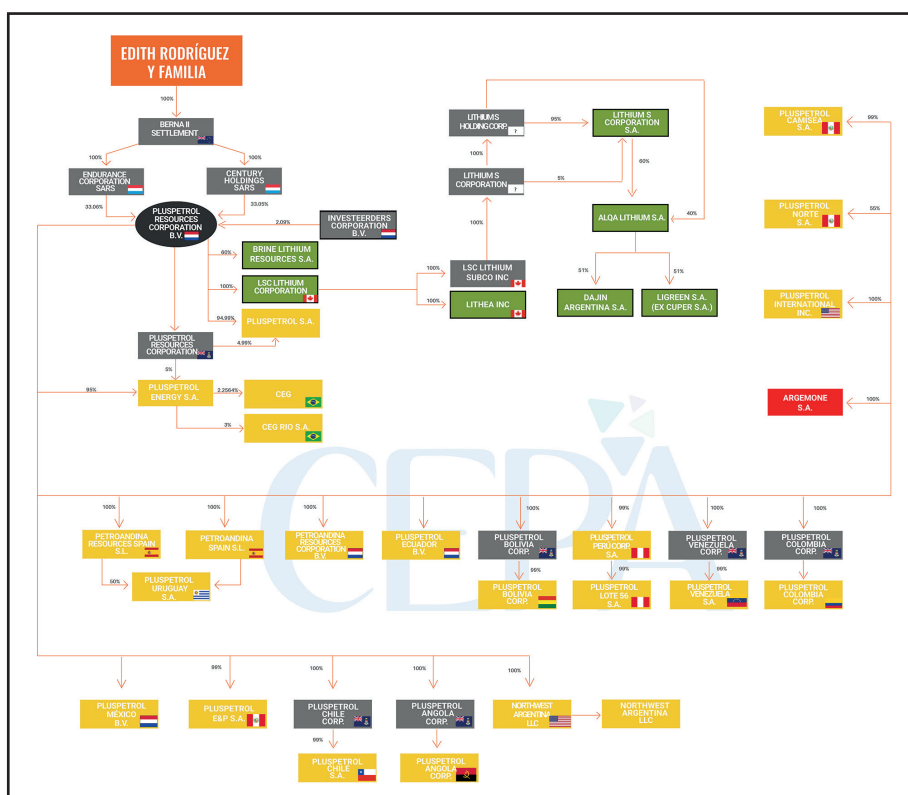 EDITH RODRÍGUEZ
Y FAMILIA
100%
BERNA II
SETTLEMENT
100%
100%
ENDURANCE
CORPORATION
SARS
CENTURY
HOLDINGS
SARS
33.05%
33.05%
PLUSPETROL
RESOURCES
CORPORATION
B.V.
2.09%
INVESTEERDERS
CORPORATION
B.V.
60%
BRINE LITHIUM
RESOURCES S.A.
100%
LSC LITHIUM
CORPORATION
94,99%
PLUSPETROL S.A.
PLUSPETROL
RESOURCES
CORPORATION
4,99%
5%
95%
PLUSPETROL
ENERGY S.A.
2.2564%
CEG
3%
CEG RIO S.A.
LITHIUM S
HOLDING CORP.
?
95%
LITHIUM S
CORPORATION
S.A.
100%
LITHIUM S
CORPORATION
?
5%
60%
100%
ALQA LITHIUM S.A.
40%
100%
LSC LITHIUM
SUBCO INC
100%
LITHEA INC
51%
51%
DAJIN
ARGENTINA S.A.
LIGREEN S.A.
(EX CUPER S.A.)
PLUSPETROL
CAMISEA
S.A.
99%
PLUSPETROL
NORTE
S.A.
55%
PLUSPETROL
INTERNATIONAL
INC.
100%
ARGEMONE
S.A.
100%
CEPA
100%
100%
100%
100%
100%
99%
100%
100%
PETROANDINA
RESOURCES SPAIN
S.L.
PETROANDINA
SPAIN S.L.
PETROANDINA
RESOURCES CORPORATION
B.V.
PLUSPETROL
ECUADOR
B.V.
PLUSPETROL
BOLIVIA
CORP.
PLUSPETROL
PERÚ CORP.
S.A.
PLUSPETROL
VENEZUELA
CORP.
PLUSPETROL
COLOMBIA
CORP.
50%
PLUSPETROL
URUGUAY
S.A.
99%
99%
99%
99%
PLUSPETROL
BOLIVIA
CORP.
PLUSPETROL
LOTE 56
S.A.
PLUSPETROL
VENEZUELA
S.A.
PLUSPETROL
COLOMBIA
CORP.
99%
100%
100%
100%
PLUSPETROL
MÉXICO
B.V.
PLUSPETROL
E&P S.A.
PLUSPETROL
CHILE
CORP.
PLUSPETROL
ANGOLA
CORP.
NORTHWEST
ARGENTINA
LLC
NORTHWEST
ARGENTINA
LLC
99%
PLUSPETROL
CHILE
S.A.
PLUSPETROL
ANGOLA
CORP.